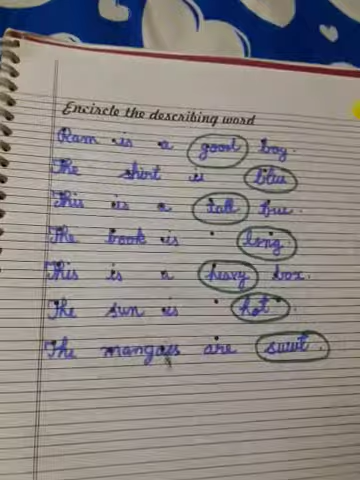 Encircle the describing word
Ram is a good boy.
The shirt is blue
This is a tall tree.
The book is long.
This is a heavy box.
The sun is hot.
The mangoes are sweet.